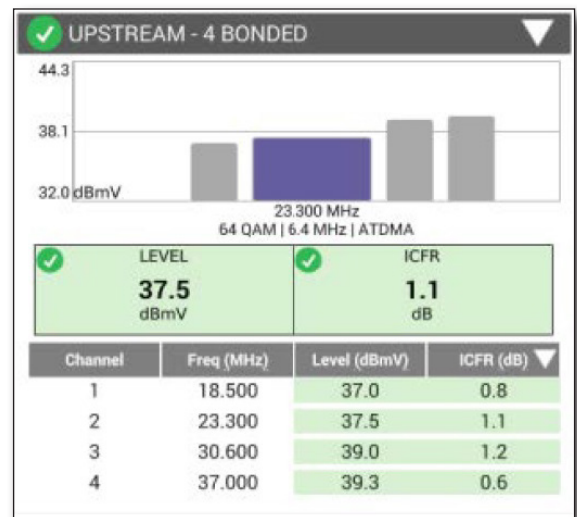 UPSTREAM - 4 BONDED
44.3
38.1
32.0 dBmV
23.300 MHz
64 QAM | 6.4 MHz | ATDMA
LEVEL
37.5
dBmV
ICFR
1.1
dB
Channel Freq (MHz) Level (dBmV) ICFR (dB)
1 18.500 37.0 0.8
2 23.300 37.5 1.1
3 30.600 39.0 1.2
4 37.000 39.3 0.6